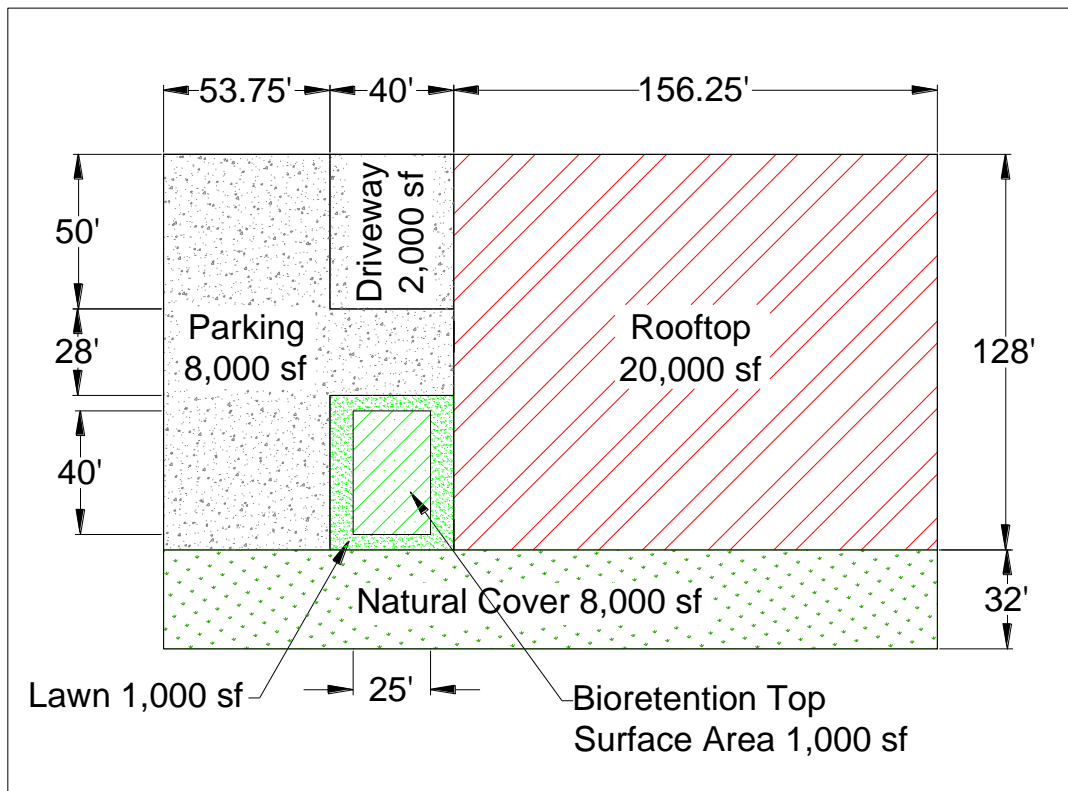 53.75'
40'
156.25'
50'
Driveway
2,000 sf
28'
Parking
8,000 sf
Rooftop
20,000 sf
128'
40'
Natural Cover 8,000 sf
32'
Lawn 1,000 sf
25'
Bioretention Top
Surface Area 1,000 sf